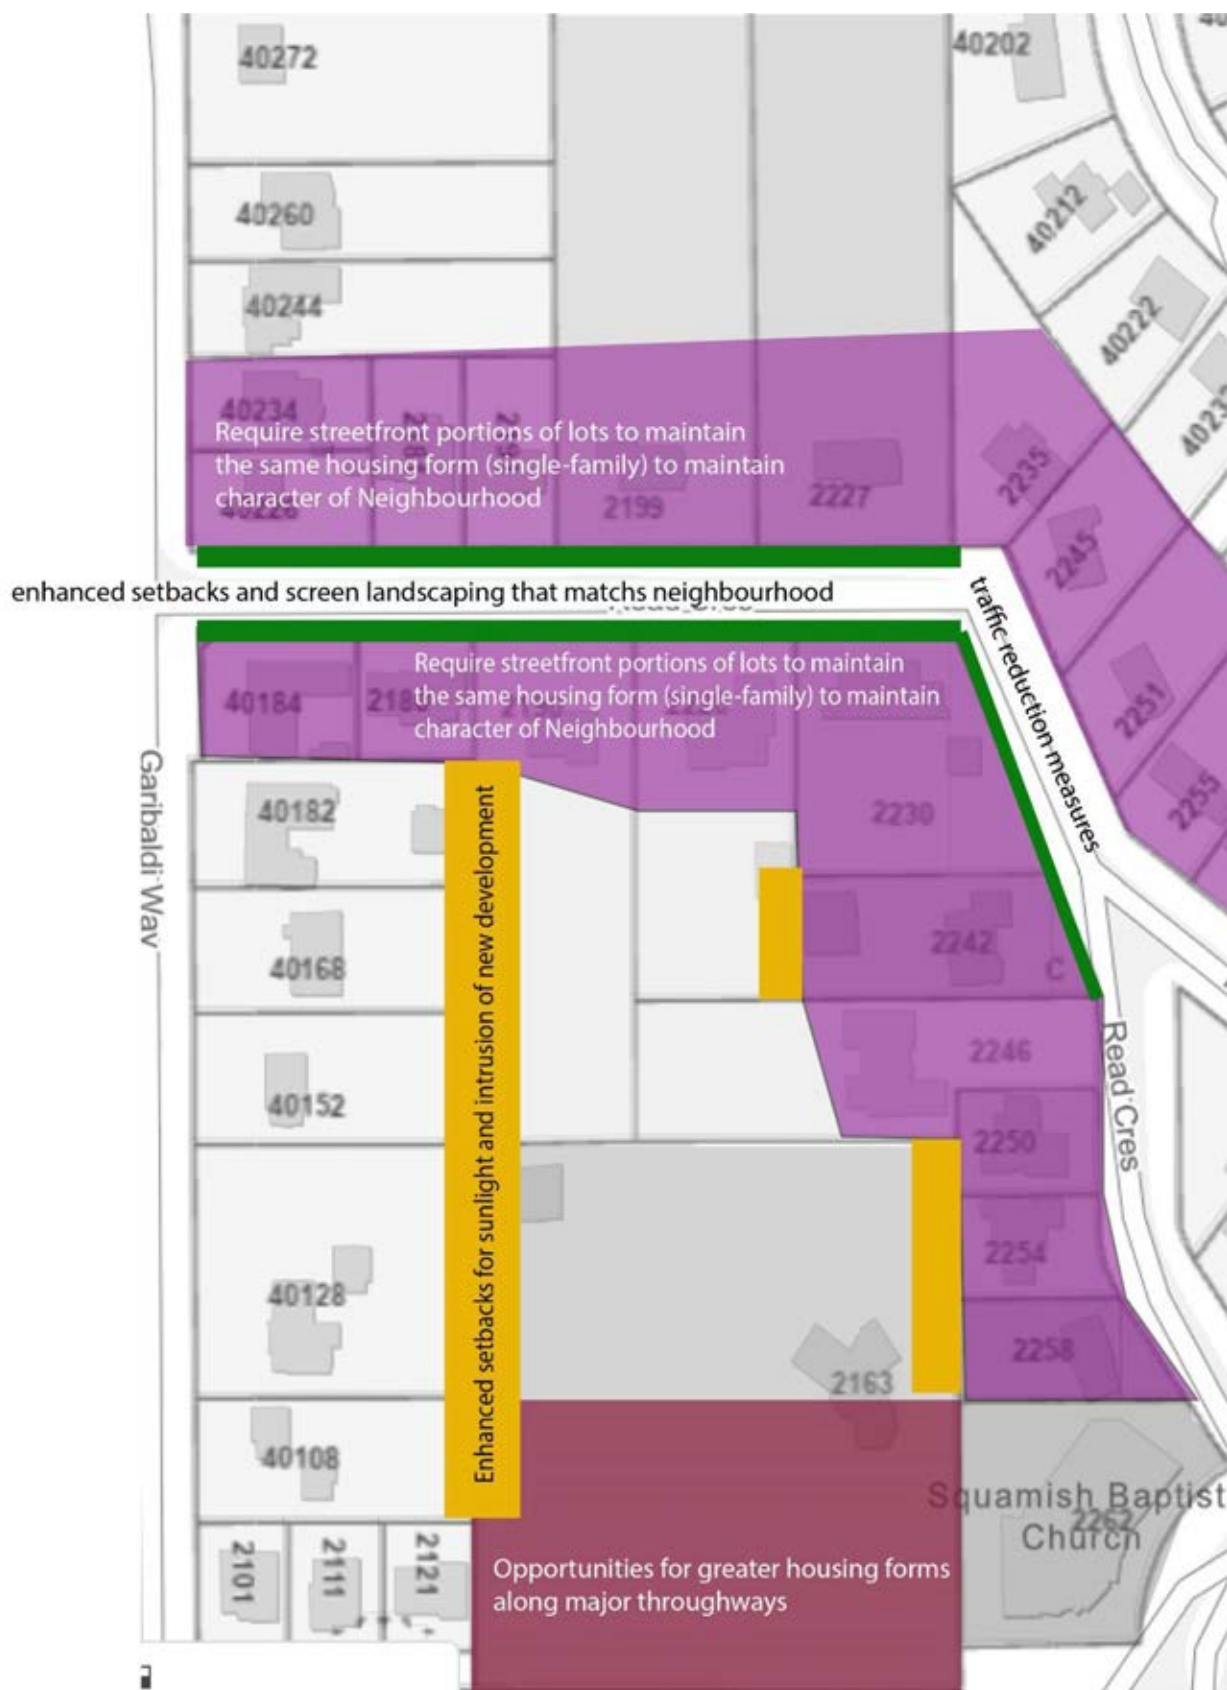 40272
40202
40260
40212
40244
40222
40234
Require streetfront portions of lots to maintain
the same housing form (single-family) to maintain
character of Neighbourhood
2199
2227
2235
2245
enhanced setbacks and screen landscaping that matchs neighbourhood
traffic reduction measures
Require streetfront portions of lots to maintain
the same housing form (single-family) to maintain
character of Neighbourhood
40184
2251
2255
Garibaldi Way
40182
2230
Enhanced setbacks for sunlight and intrusion of new development
40168
2242
C
2246
Read Cres
40152
2250
2254
40128
2258
2163
40108
Squamish Baptist
Church
2262
2101
2111
2121
Opportunities for greater housing forms
along major throughways